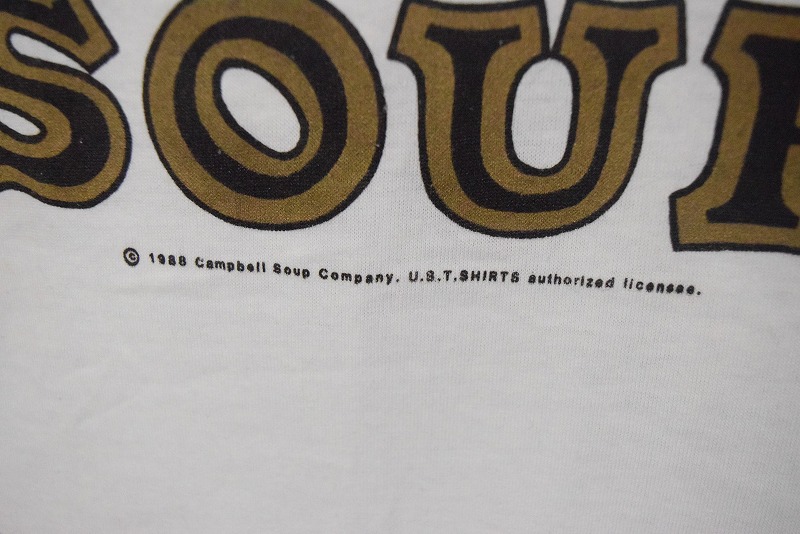 SOUP
© 1988 Campbell Soup Company. U.S.T.SHIRTS authorized licensee.